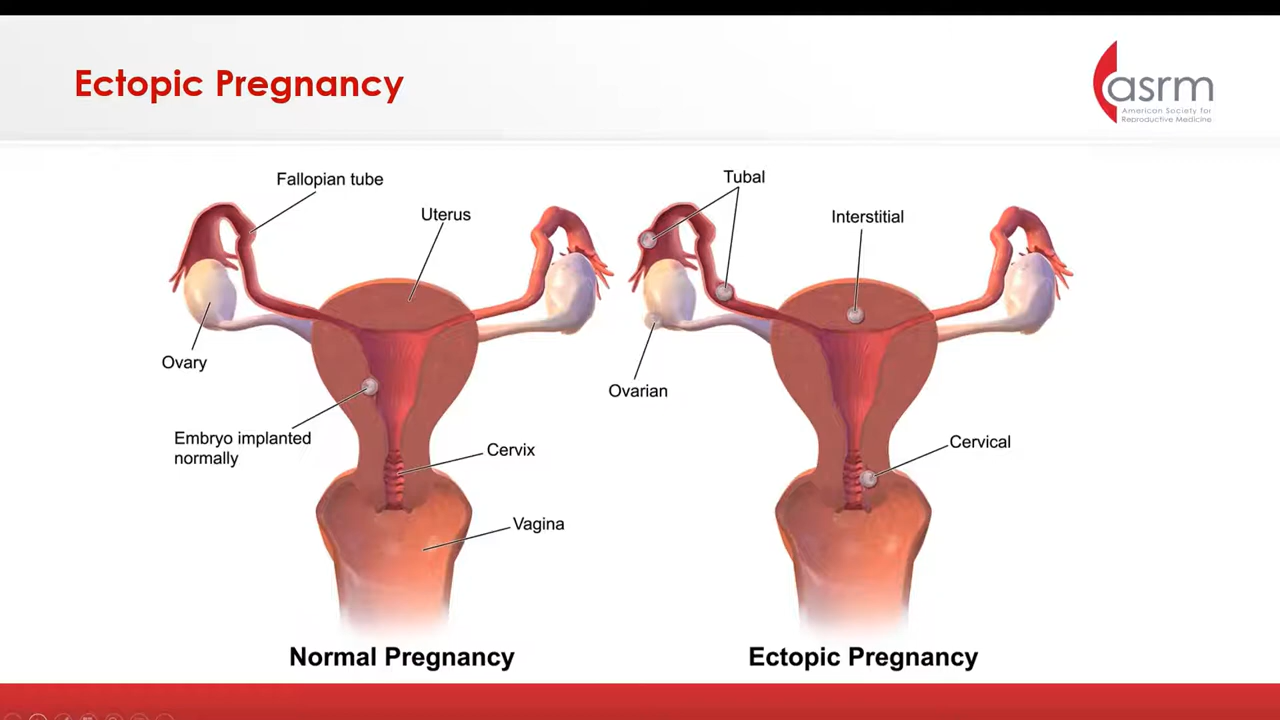 Ectopic Pregnancy
asrm
American Society for
Reproductive Medicine
Fallopian tube
Uterus
Ovary
Embryo implanted
normally
Cervix
Vagina
Normal Pregnancy
Tubal
Interstitial
Ovarian
Cervical
Ectopic Pregnancy